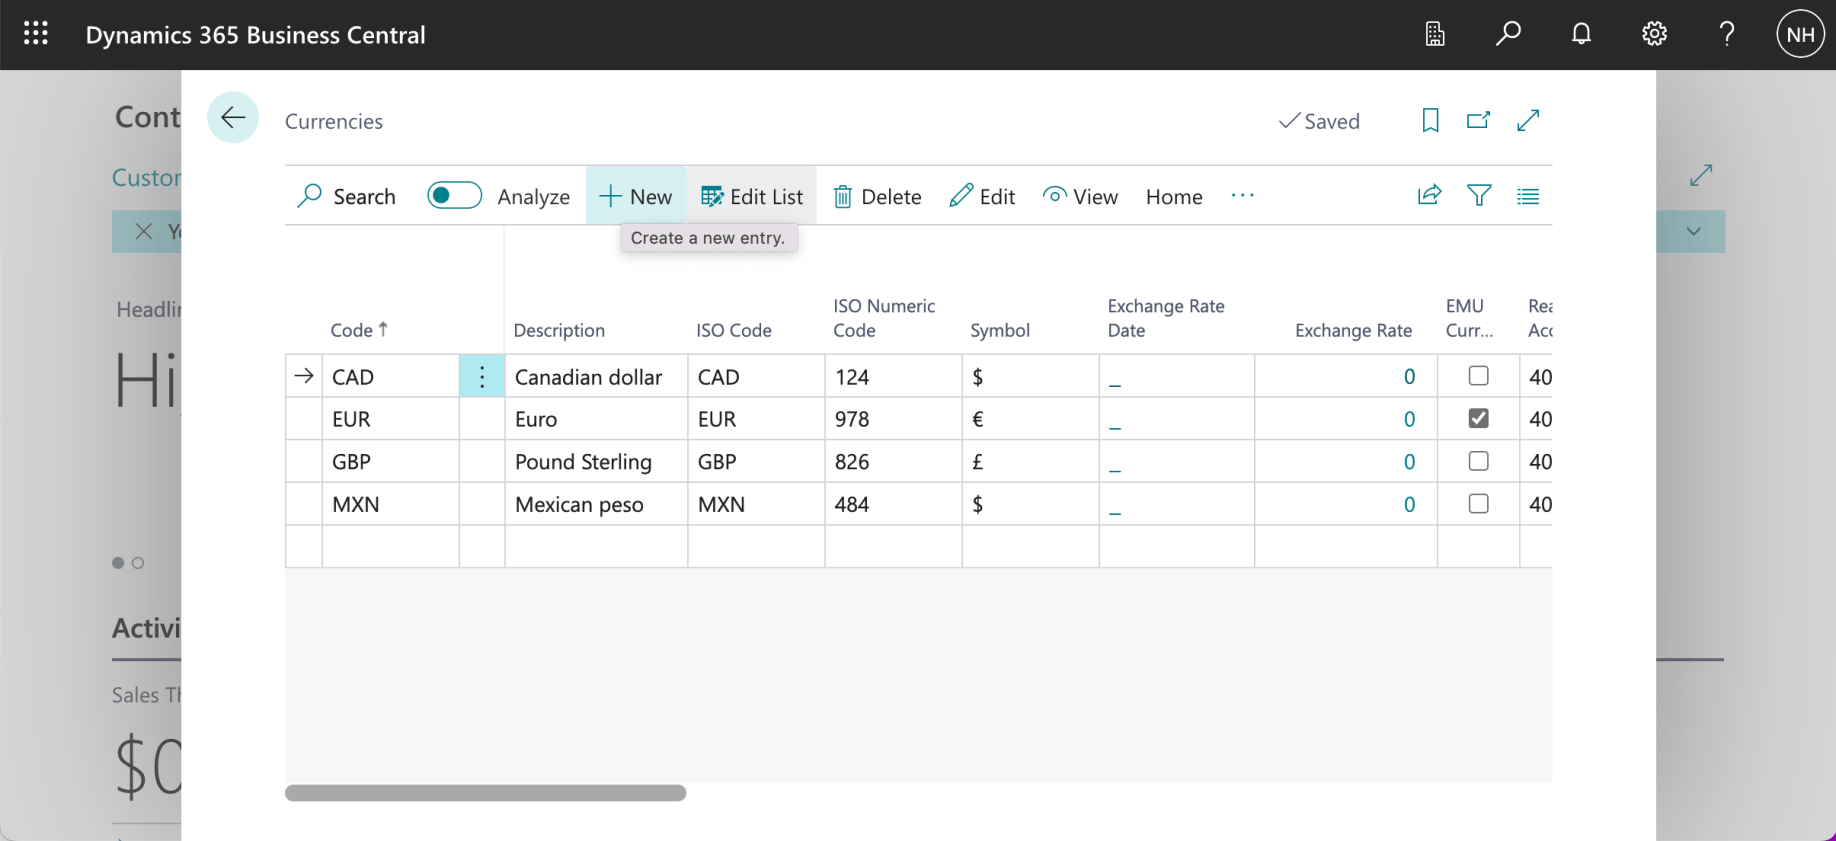 Dynamics 365 Business Central
NH
Cont
Currencies
Saved
Custor
Search Analyze New Edit List Delete Edit View Home ...
Create a new entry.
Headlin
Code ↑ Description ISO Code ISO Numeric Code Symbol Exchange Rate Date Exchange Rate EMU Curr... Rea Acc
CAD Canadian dollar CAD 124 $ _ 0 40
EUR Euro EUR 978 € _ 0 40
GBP Pound Sterling GBP 826 £ _ 0 40
MXN Mexican peso MXN 484 $ _ 0 40
Hi,
Activi
Sales Th
$0